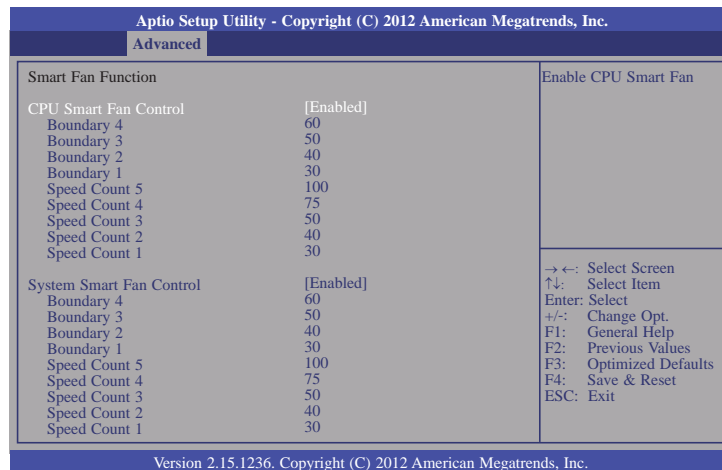 Aptio Setup Utility - Copyright (C) 2012 American Megatrends, Inc.
Advanced
Smart Fan Function
CPU Smart Fan Control [Enabled]
Boundary 4 60
Boundary 3 50
Boundary 2 40
Boundary 1 30
Speed Count 5 100
Speed Count 4 75
Speed Count 3 50
Speed Count 2 40
Speed Count 1 30
System Smart Fan Control [Enabled]
Boundary 4 60
Boundary 3 50
Boundary 2 40
Boundary 1 30
Speed Count 5 100
Speed Count 4 75
Speed Count 3 50
Speed Count 2 40
Speed Count 1 30
Enable CPU Smart Fan
→←: Select Screen
↑↓: Select Item
Enter: Select
+/-: Change Opt.
F1: General Help
F2: Previous Values
F3: Optimized Defaults
F4: Save & Reset
ESC: Exit
Version 2.15.1236. Copyright (C) 2012 American Megatrends, Inc.